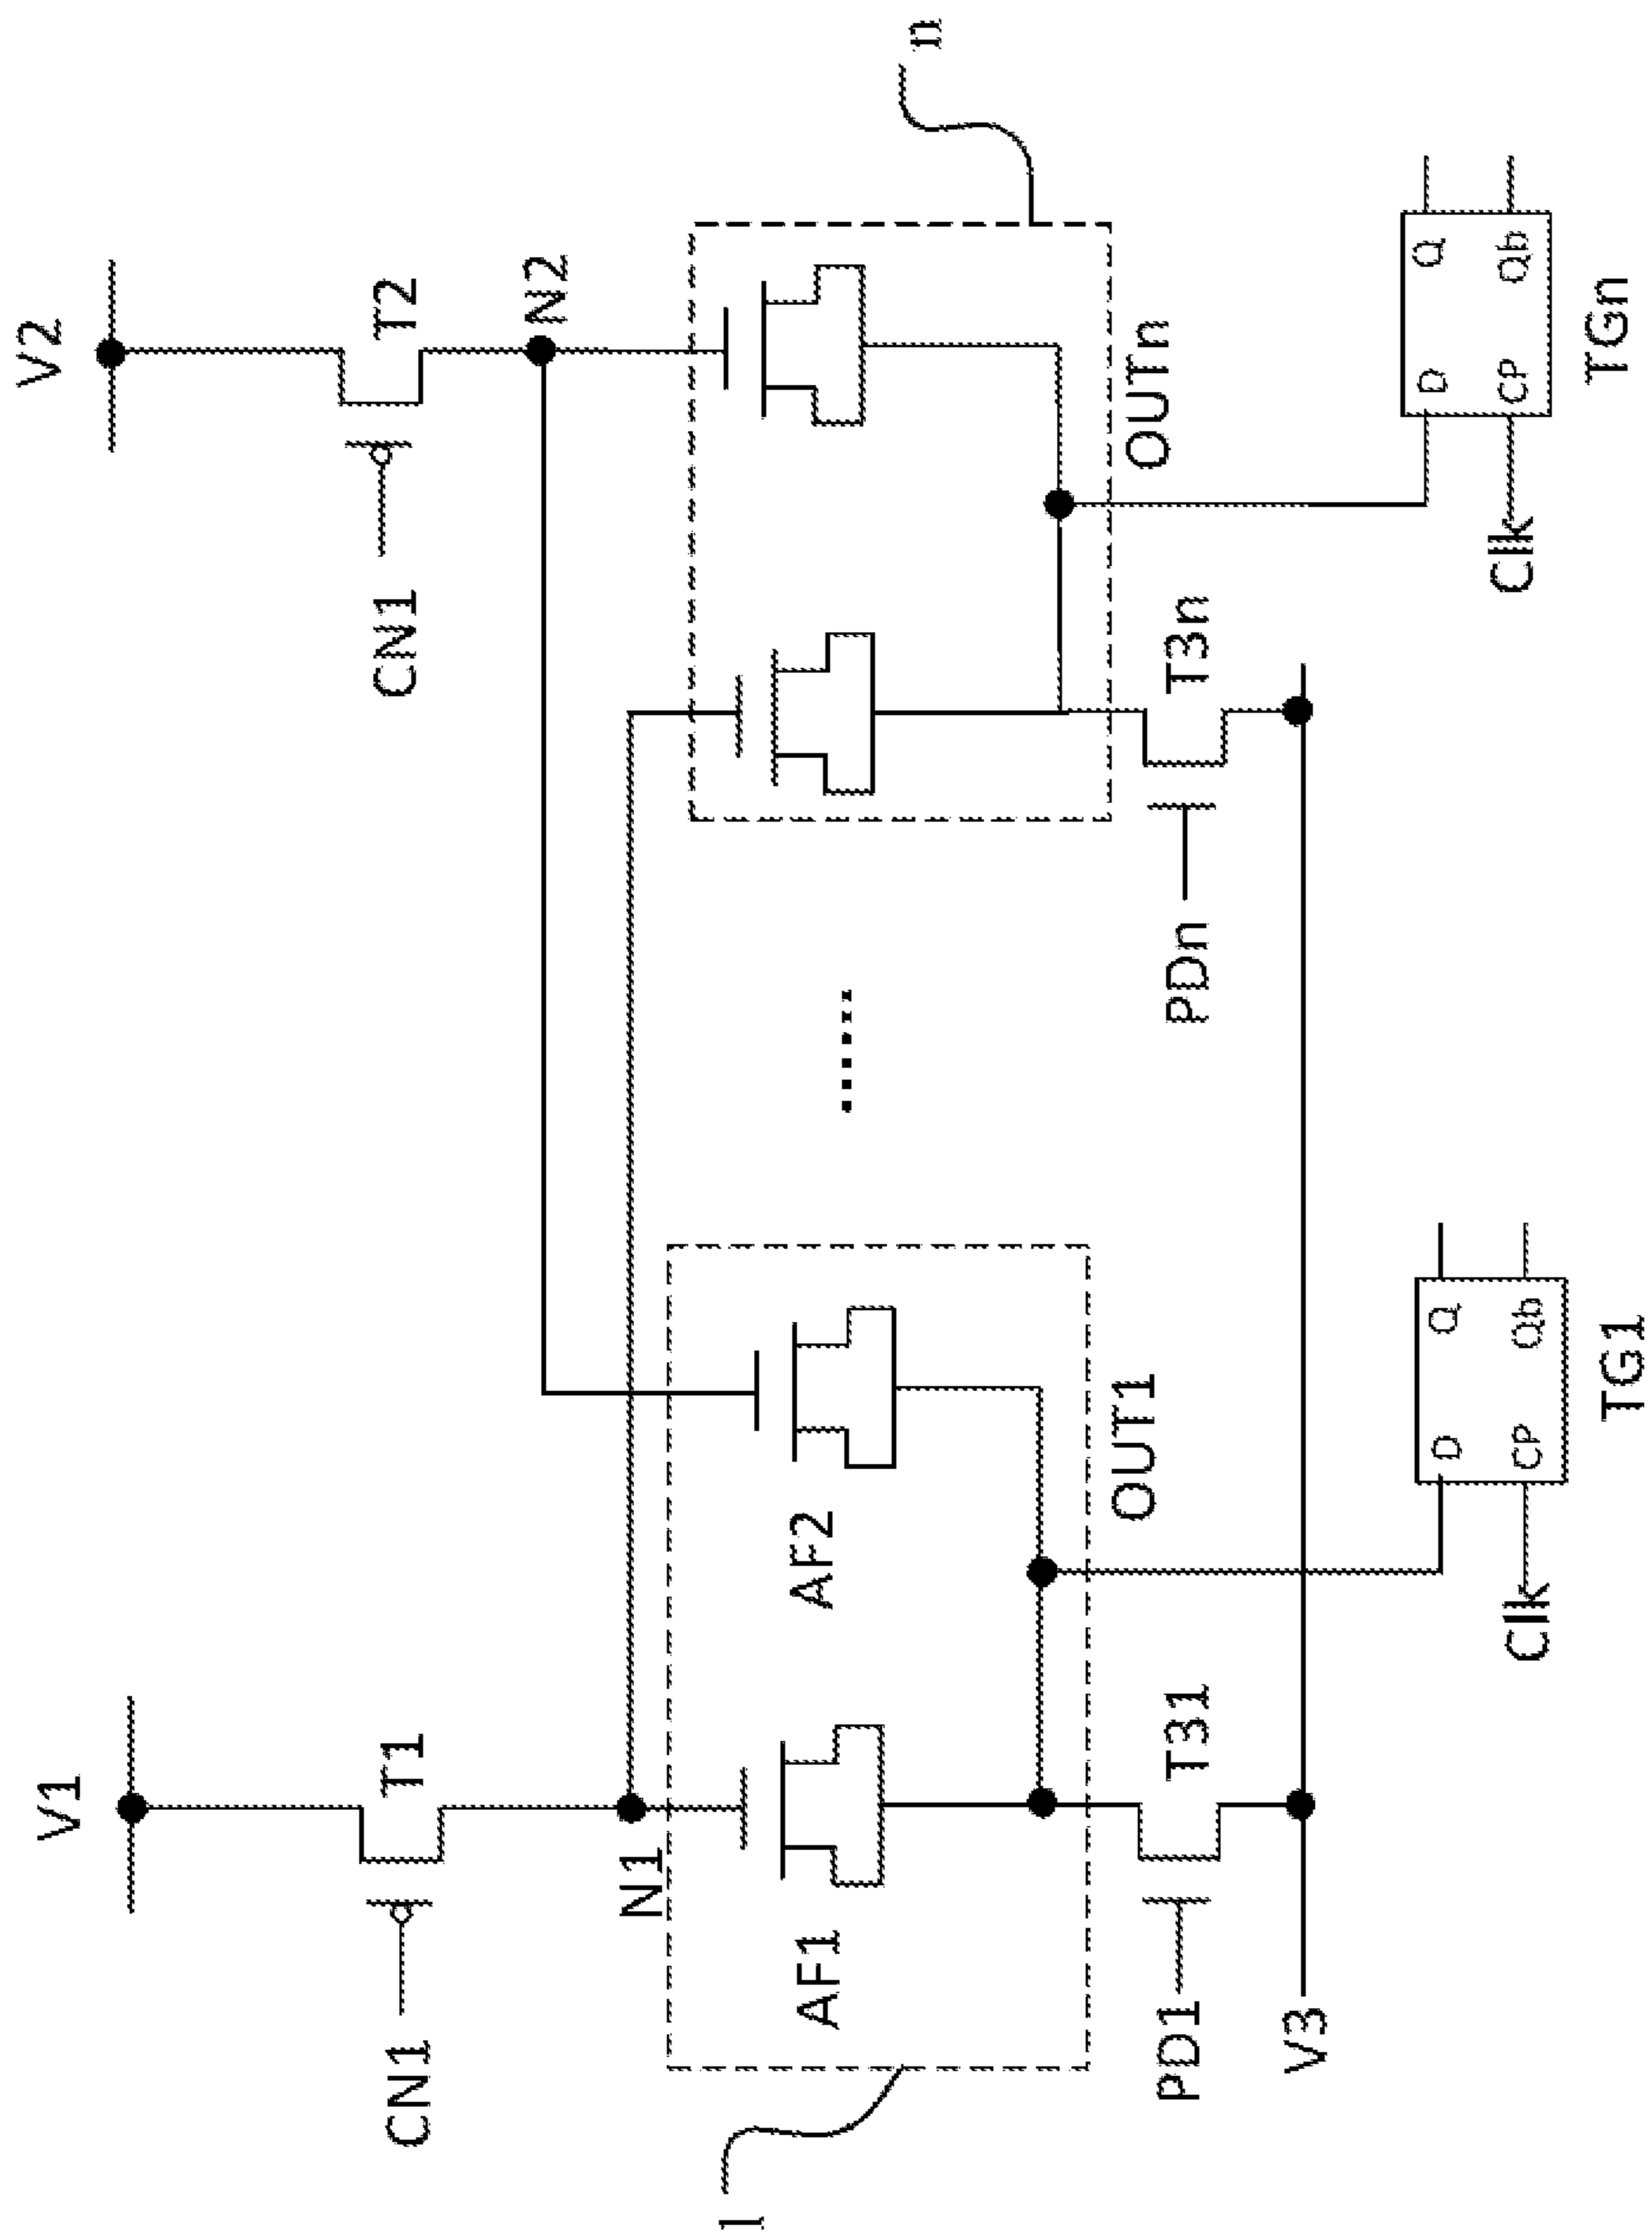 V1
V2
CN1
T1
CN1
T2
N1
N2
1
AF1
AF2
......
n
OUT1
OUTn
PD1
T31
PDn
T3n
V3
D
Q
Clk
CP
Qb
TG1
D
Q
Clk
CP
Qb
TGn